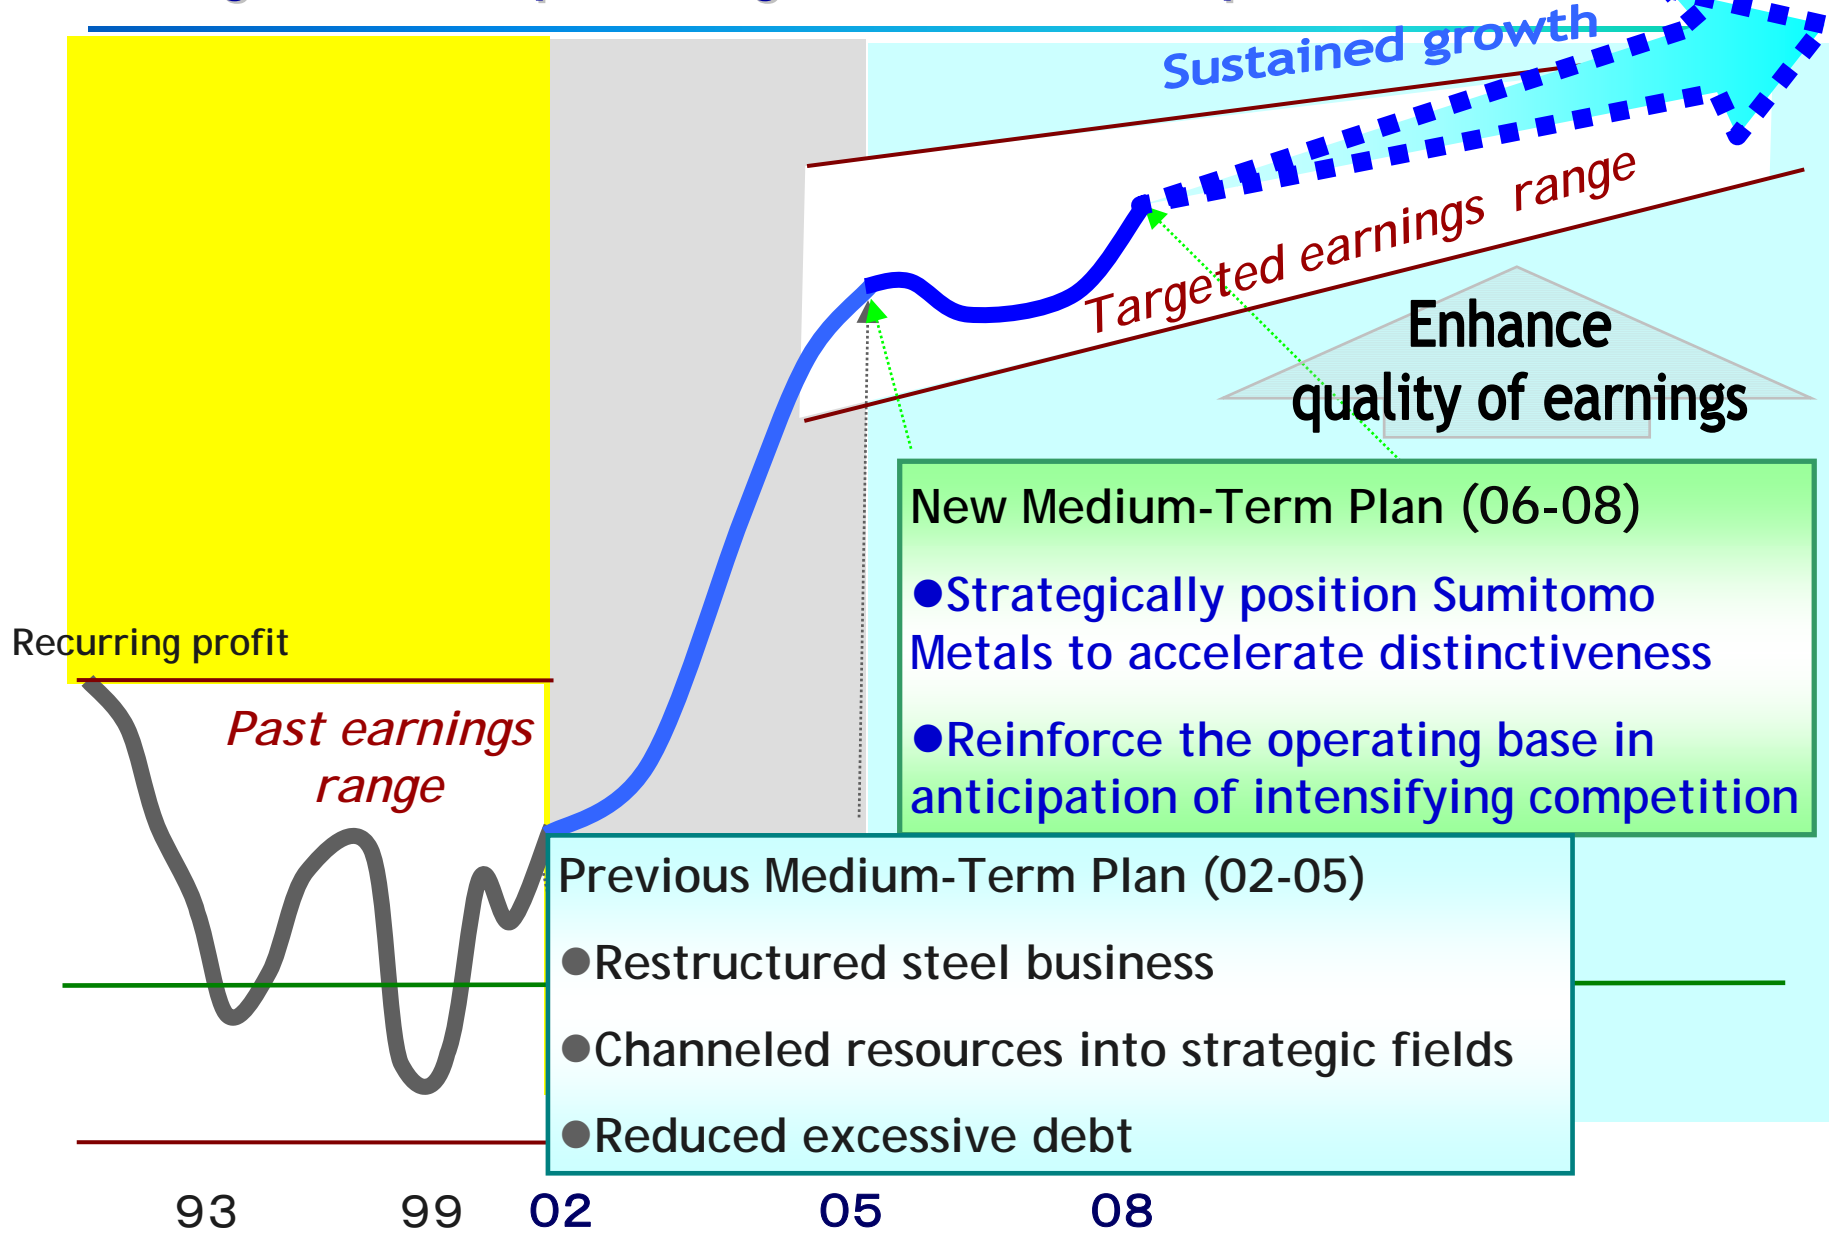 Sustained growth
Targeted earnings range
Enhance
quality of earnings
New Medium-Term Plan (06-08)
●Strategically position Sumitomo
Metals to accelerate distinctiveness
●Reinforce the operating base in
anticipation of intensifying competition
Recurring profit
Past earnings
range
Previous Medium-Term Plan (02-05)
●Restructured steel business
●Channeled resources into strategic fields
●Reduced excessive debt
93 99 02 05 08